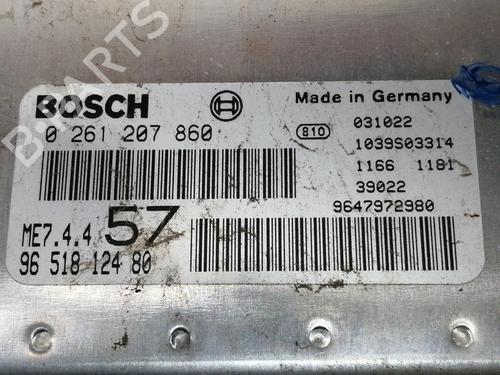 B-PARTS
BOSCH
Made in Germany
0 261 207 860
810
031022
1039S03314
1166 1181
39022
9647972980
ME7.4.4 57
96 518 124 80